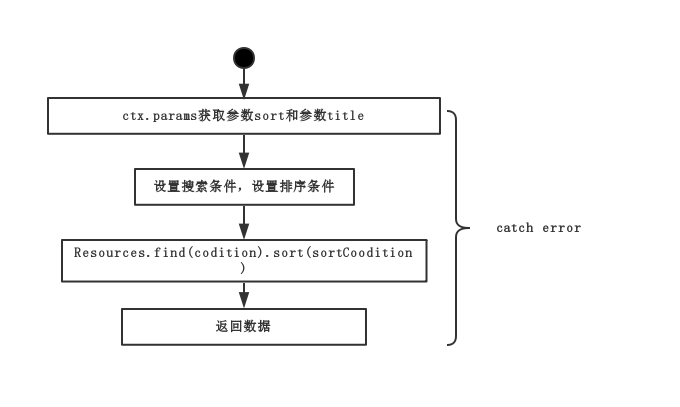 ctx.params获取参数sort和参数title
设置搜索条件，设置排序条件
catch error
Resources.find(codition).sort(sortCoodition
)
返回数据